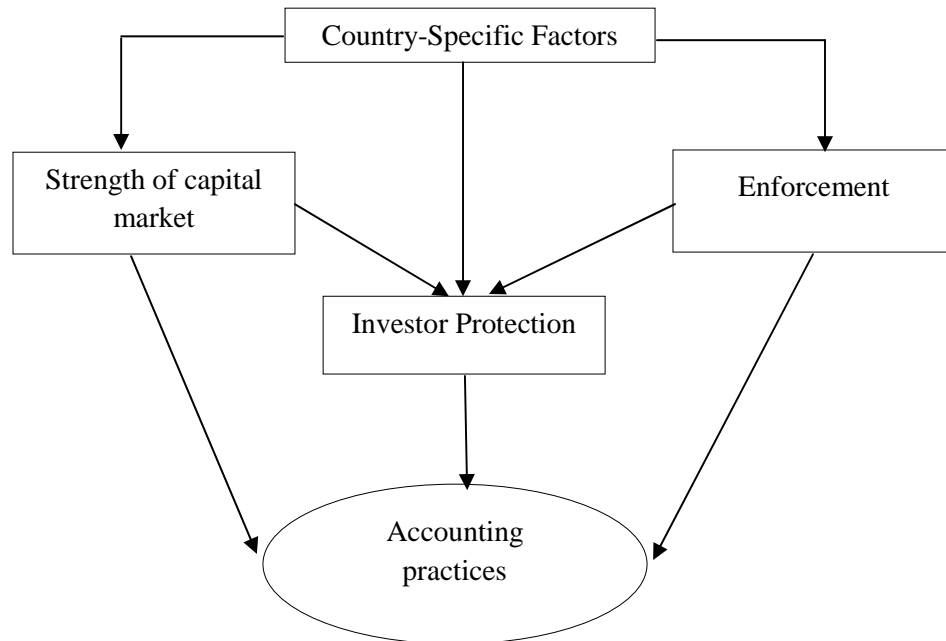 Country-Specific Factors
Strength of capital
market
Enforcement
Investor Protection
Accounting
practices